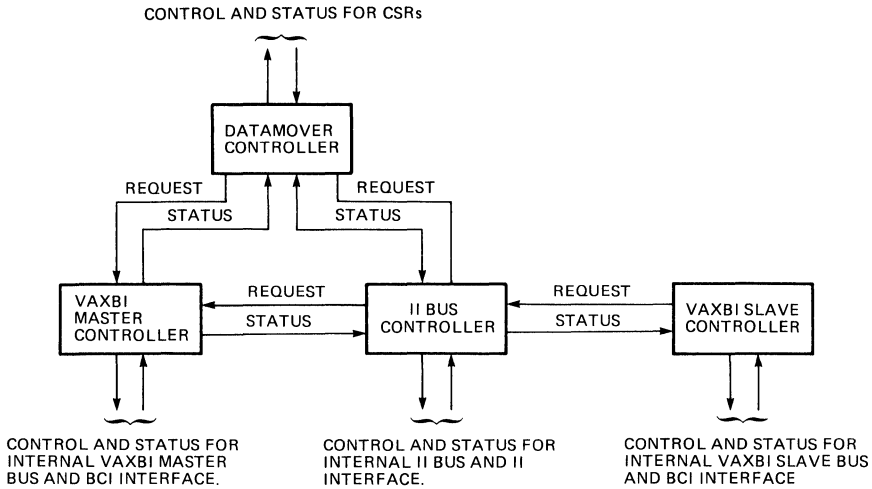 CONTROL AND STATUS FOR CSRs
DATAMOVER
CONTROLLER
REQUEST
REQUEST
STATUS
STATUS
VAXBI
MASTER
CONTROLLER
REQUEST
STATUS
II BUS
CONTROLLER
REQUEST
STATUS
VAXBI SLAVE
CONTROLLER
CONTROL AND STATUS FOR
INTERNAL VAXBI MASTER
BUS AND BCI INTERFACE.
CONTROL AND STATUS FOR
INTERNAL II BUS AND II
INTERFACE.
CONTROL AND STATUS FOR
INTERNAL VAXBI SLAVE BUS
AND BCI INTERFACE